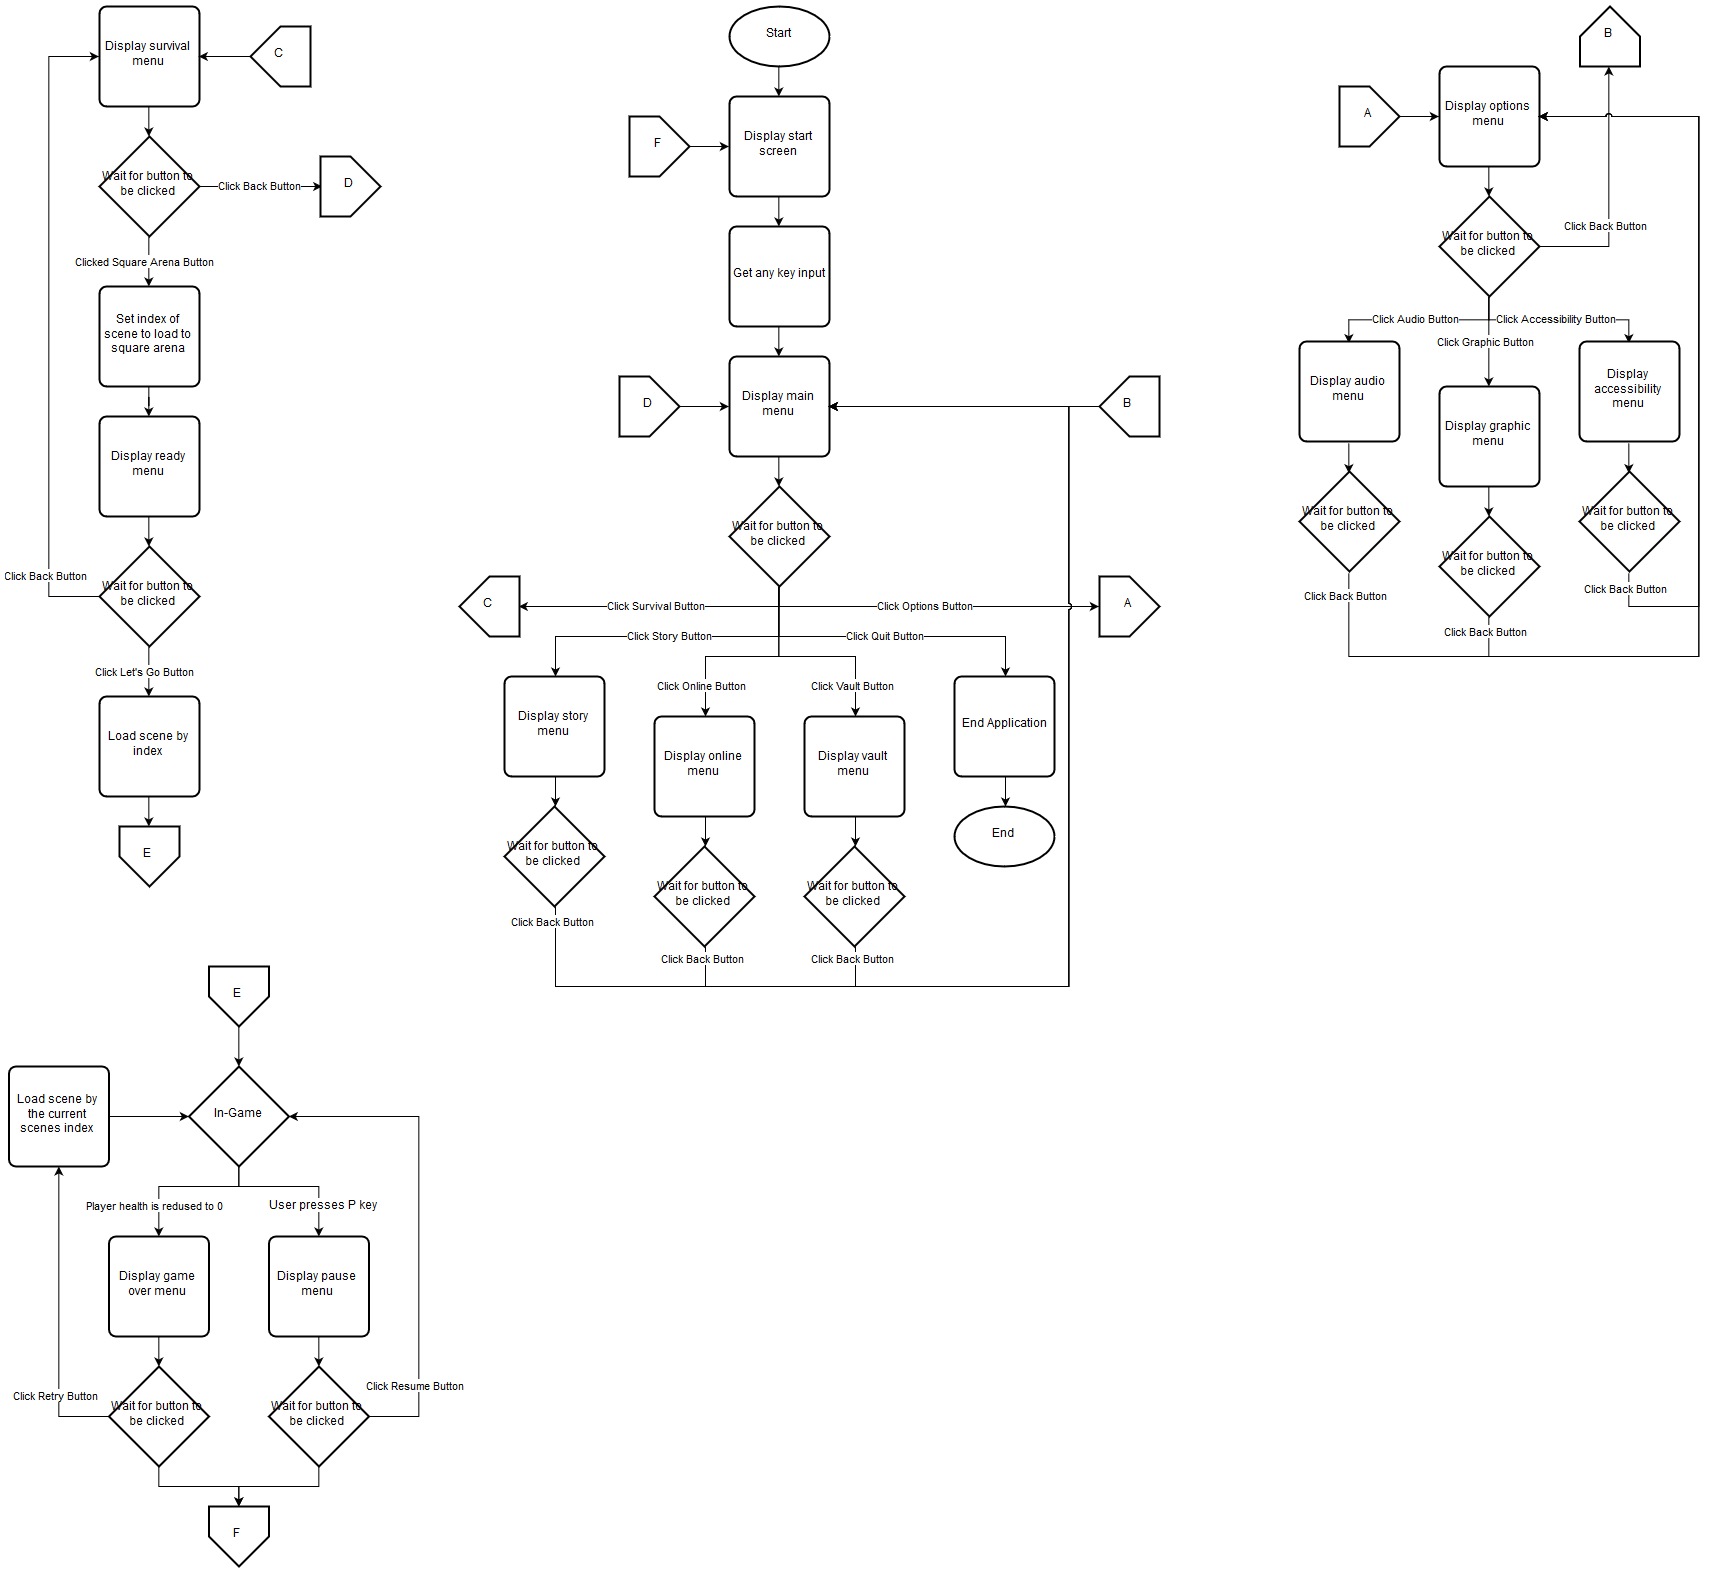 Display survival
menu
C
Wait for button to
be clicked
Click Back Button
D
Clicked Square Arena Button
Set index of
scene to load to
square arena
Display ready
menu
Click Back Button
Wait for button to
be clicked
Click Let's Go Button
Load scene by
index
E
Start
F
Display start
screen
Get any key input
D
Display main
menu
B
Wait for button to
be clicked
C
Click Survival Button
Click Options Button
A
Click Story Button
Click Quit Button
Click Online Button
Click Vault Button
Display story
menu
Display online
menu
Display vault
menu
End Application
Wait for button to
be clicked
Wait for button to
be clicked
Wait for button to
be clicked
End
Click Back Button
Click Back Button
Click Back Button
B
A
Display options
menu
Wait for button to
be clicked
Click Back Button
Click Audio Button
Click Accessibility Button
Click Graphic Button
Display audio
menu
Display graphic
menu
Display
accessibility
menu
Wait for button to
be clicked
Wait for button to
be clicked
Wait for button to
be clicked
Click Back Button
Click Back Button
Click Back Button
E
Load scene by
the current
scenes index
In-Game
Player health is redused to 0
User presses P key
Display game
over menu
Display pause
menu
Click Retry Button
Wait for button to
be clicked
Wait for button to
be clicked
Click Resume Button
F